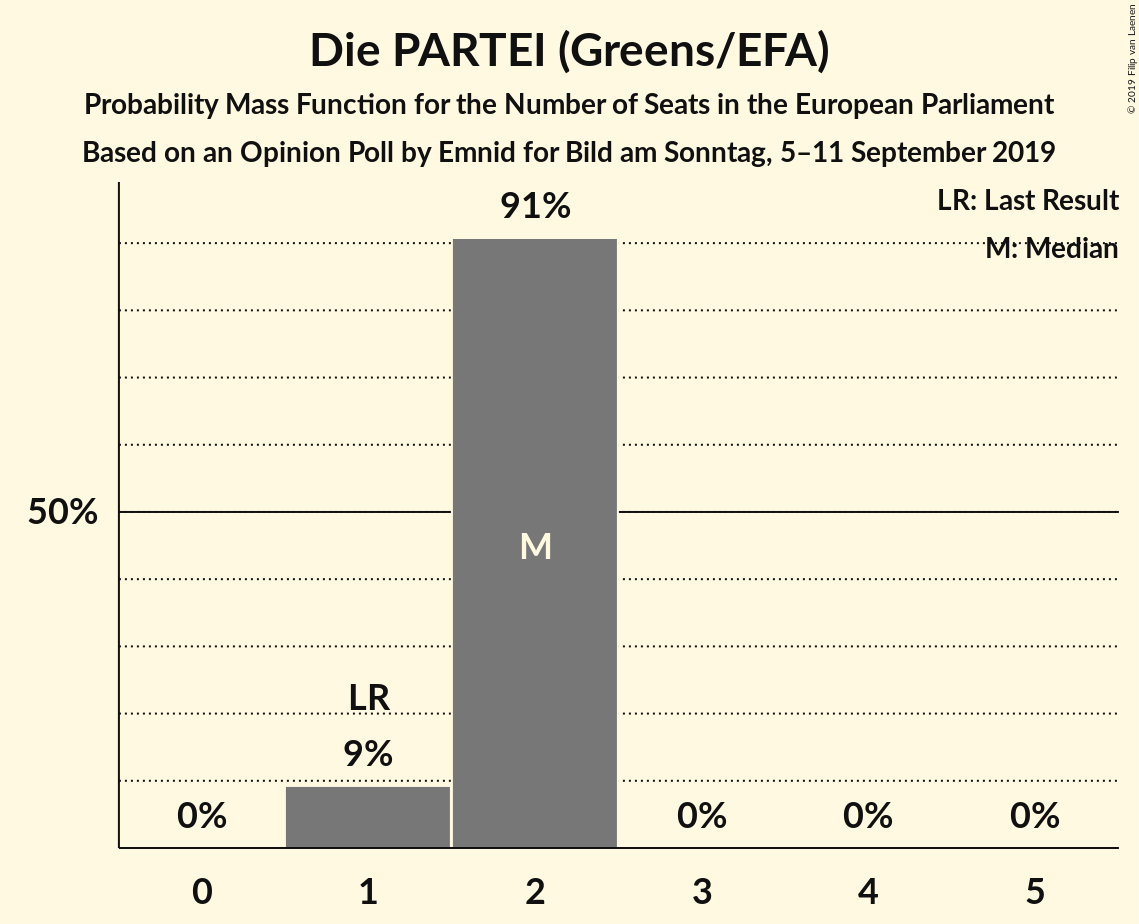 Die PARTEI (Greens/EFA)
Probability Mass Function for the Number of Seats in the European Parliament
Based on an Opinion Poll by Emnid for Bild am Sonntag, 5–11 September 2019
© 2019 Filip van Laenen
LR: Last Result
M: Median
91%
50%
M
LR
9%
0%
0%
0%
0%
0 1 2 3 4 5